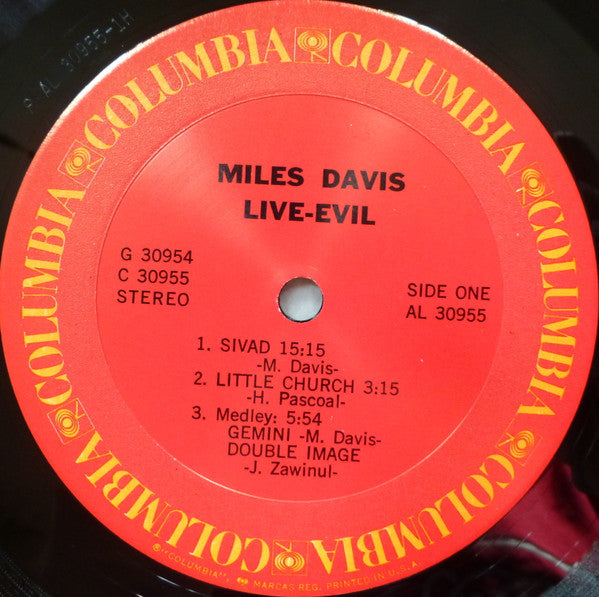 P AL 30955-1H
COLUMBIA COLUMBIA COLUMBIA COLUMBIA COLUMBIA COLUMBIA
MILES DAVIS
LIVE-EVIL
G 30954
C 30955
STEREO
SIDE ONE
AL 30955
1. SIVAD 15:15
-M. Davis-
2. LITTLE CHURCH 3:15
-H. Pascoal-
3. Medley: 5:54
GEMINI -M. Davis-
DOUBLE IMAGE
-J. Zawinul-
® "COLUMBIA", MARCAS REG. PRINTED IN U.S.A.